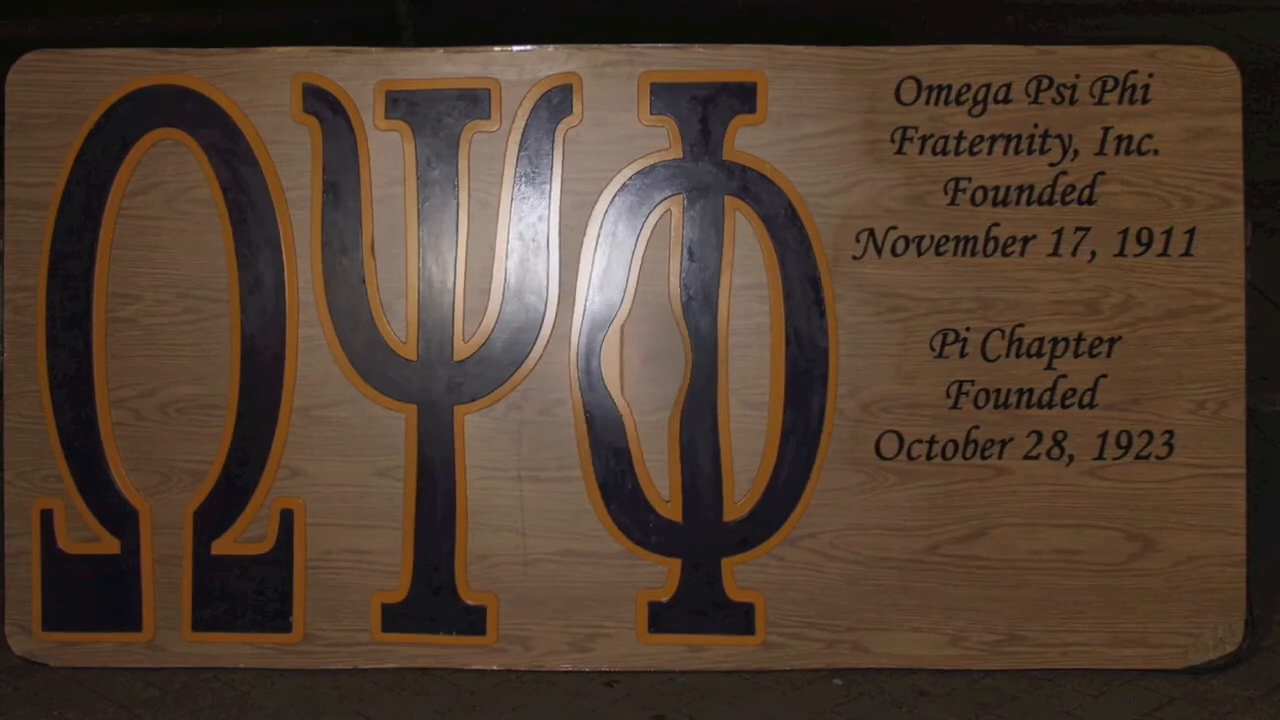 ΩΨΦ
Omega Psi Phi
Fraternity, Inc.
Founded
November 17, 1911
Pi Chapter
Founded
October 28, 1923